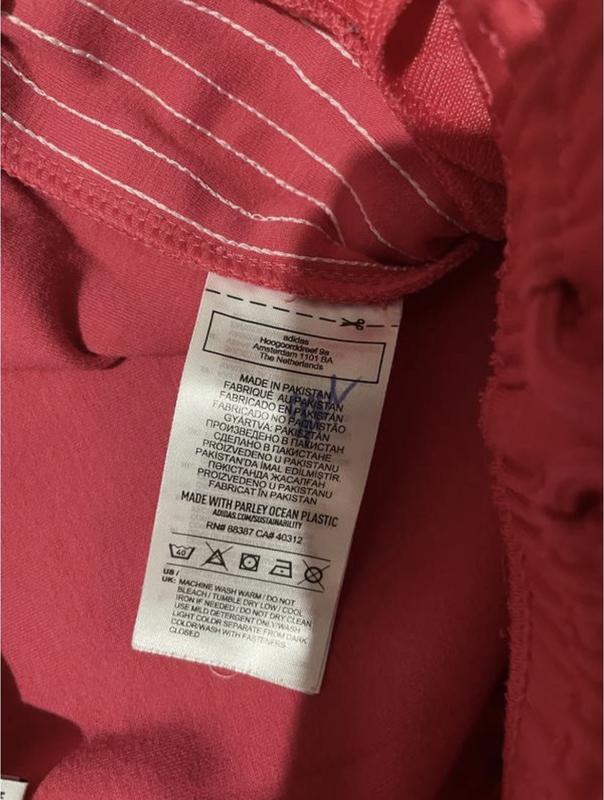 adidas
Hoogoorddreef 9a
Amsterdam 1101 BA
The Netherlands
MADE IN PAKISTAN
FABRIQUÉ AU PAKISTAN
FABRICADO EN PAKISTAN
FABRICADO NO PAQUISTÃO
GYÁRTVA: PAKISZTÁN
ПРОИЗВЕДЕНО В ПАКИСТАН
СДЕЛАНО В ПАКИСТАНЕ
PROIZVEDENO U PAKISTANU
PAKİSTAN'DA İMAL EDİLMİŞTİR.
ПӘКІСТАНДА ЖАСАЛҒАН
PROIZVEDENO U PAKISTANU
FABRICAT ÎN PAKISTAN
MADE WITH PARLEY OCEAN PLASTIC
ADIDAS.COM/SUSTAINABILITY
RN# 88387 CA# 40312
40
US /
UK: MACHINE WASH WARM / DO NOT
BLEACH / TUMBLE DRY LOW / COOL
IRON IF NEEDED / DO NOT DRY CLEAN
USE MILD DETERGENT ONLY/WASH
LIGHT COLOR SEPARATE FROM DARK
COLOR/WASH WITH FASTENERS
CLOSED